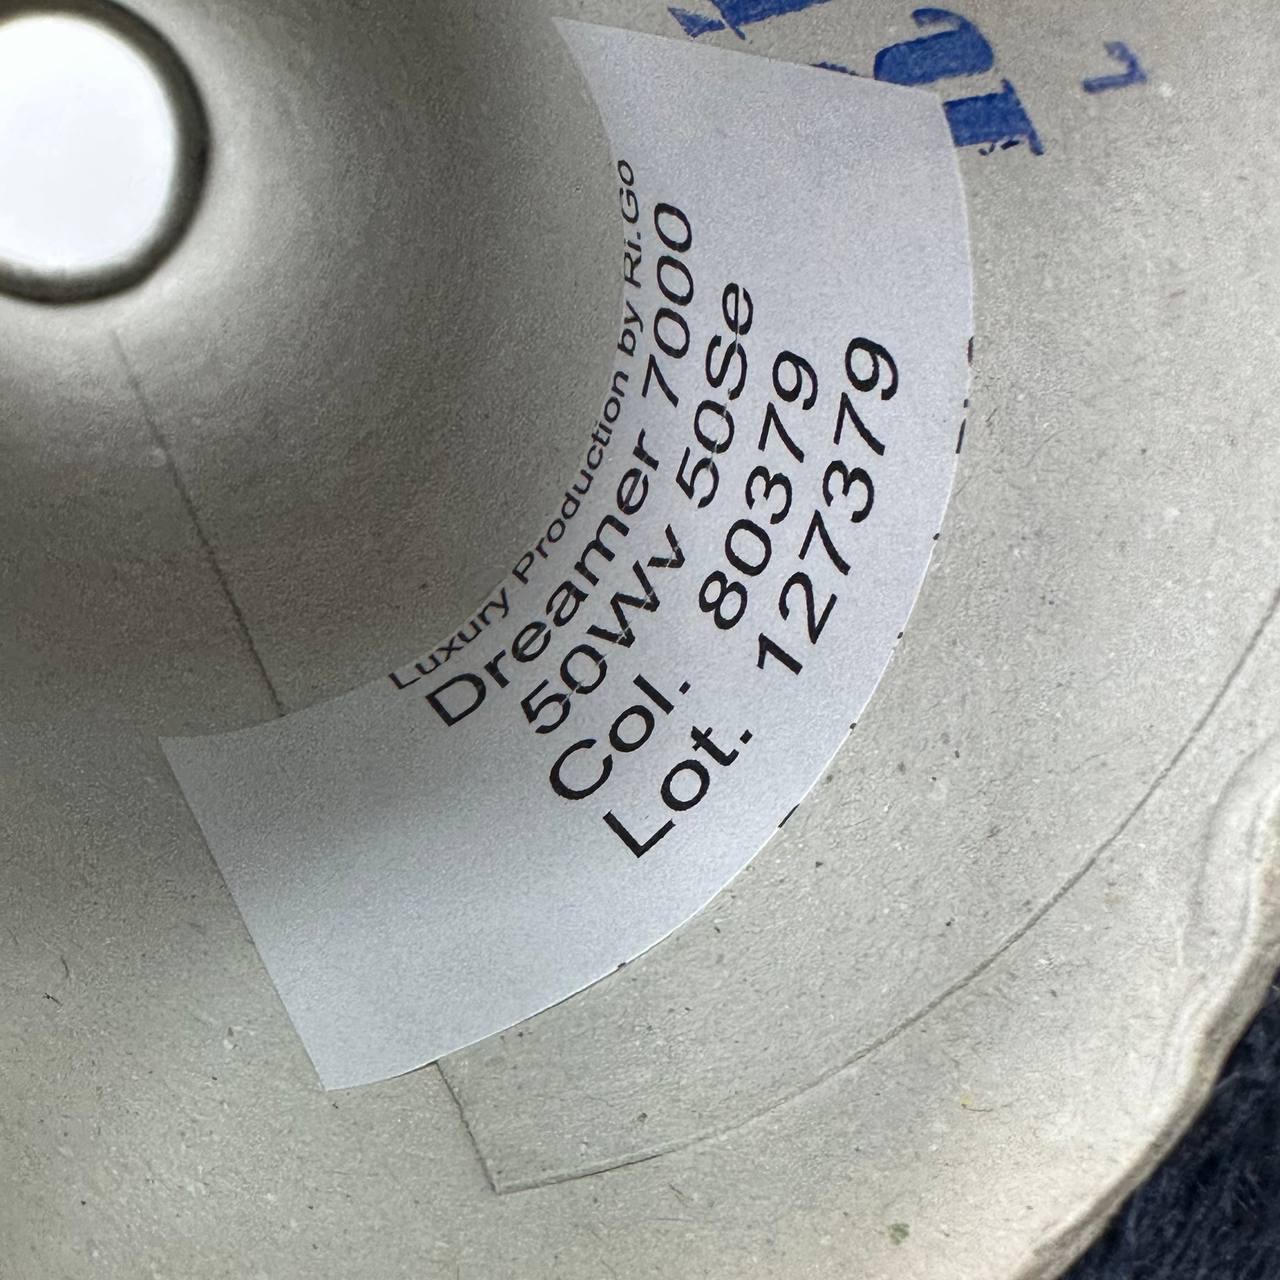 Luxury Production by Ri.Go
Dreamer 7000
50Wv 50Se
Col. 80379
Lot. 127379